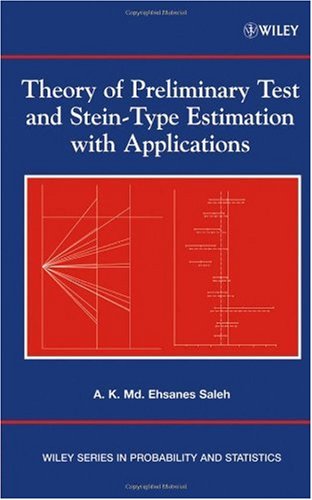 WILEY
Theory of Preliminary Test
and Stein-Type Estimation
with Applications
A. K. Md. Ehsanes Saleh
WILEY SERIES IN PROBABILITY AND STATISTICS